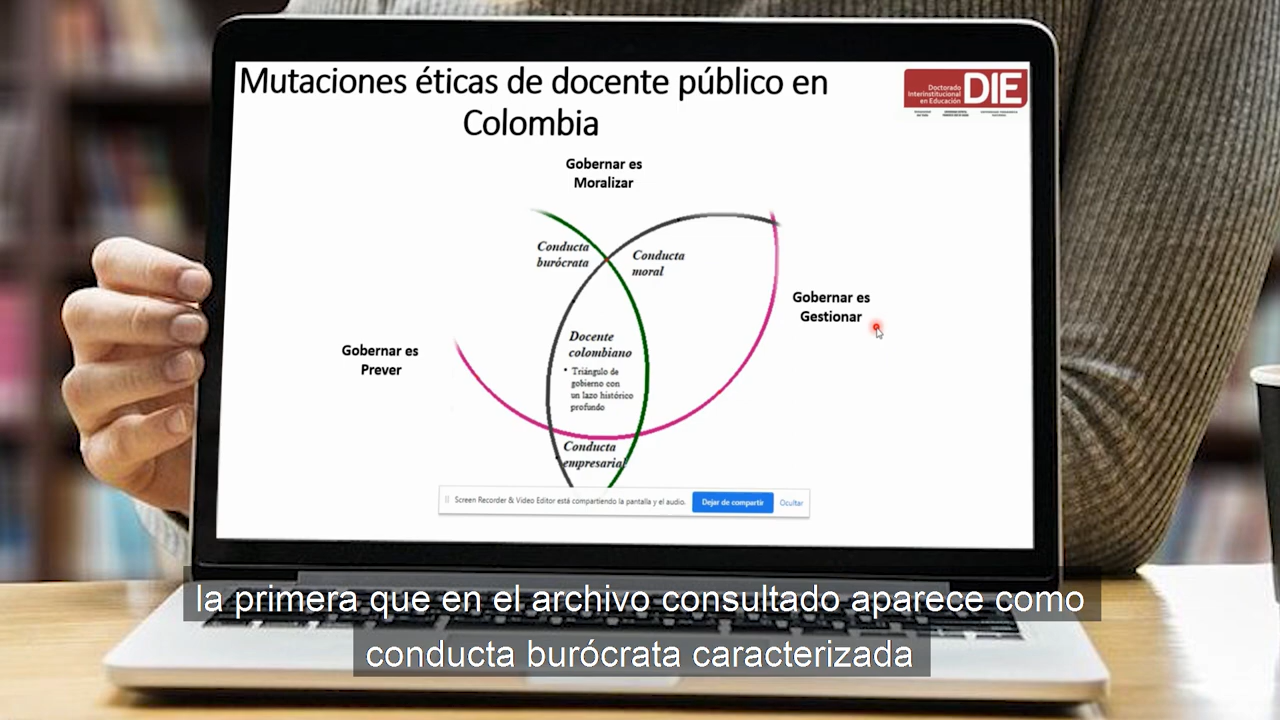 Mutaciones éticas de docente público en
Colombia
Doctorado
Interinstitucional
en Educación
DIE
Gobernar es
Moralizar
Conducta
burócrata
Conducta
moral
Gobernar es
Gestionar
Docente
colombiano
• Triángulo de
gobierno con
un lazo histórico
profundo
Gobernar es
Prever
Conducta
empresarial
Screen Recorder & Video Editor está compartiendo la pantalla y el audio.
Dejar de compartir
Ocultar
la primera que en el archivo consultado aparece como
conducta burócrata caracterizada